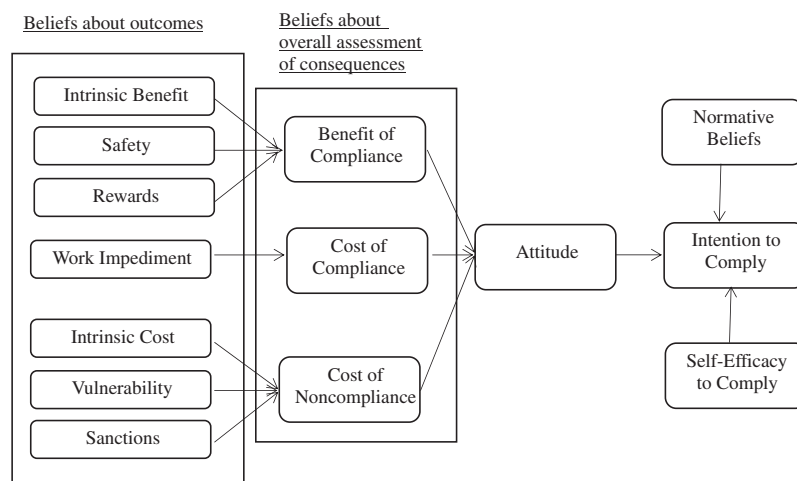 Beliefs about outcomes
Beliefs about
overall assessment
of consequences
Intrinsic Benefit
Safety
Rewards
Work Impediment
Intrinsic Cost
Vulnerability
Sanctions
Benefit of
Compliance
Cost of
Compliance
Cost of
Noncompliance
Attitude
Normative
Beliefs
Intention to
Comply
Self-Efficacy
to Comply